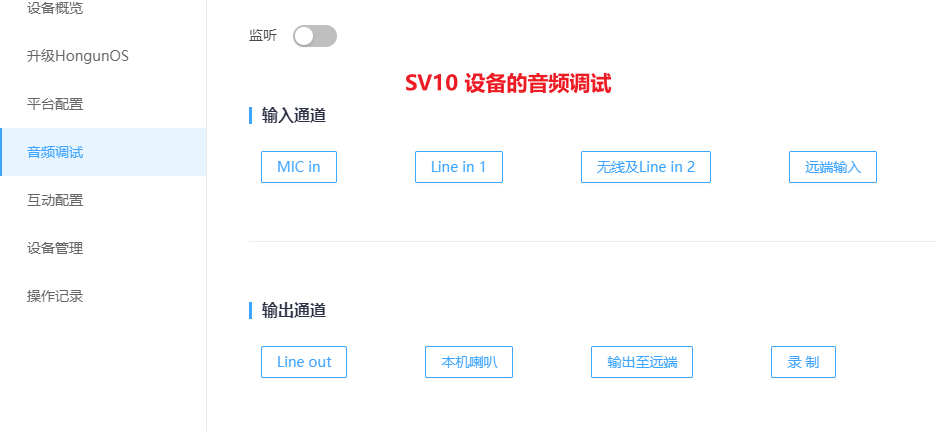 设备概览
升级HongunOS
平台配置
音频调试
互动配置
设备管理
操作记录
监听
SV10 设备的音频调试
输入通道
MIC in
Line in 1
无线及Line in 2
远端输入
输出通道
Line out
本机喇叭
输出至远端
录 制